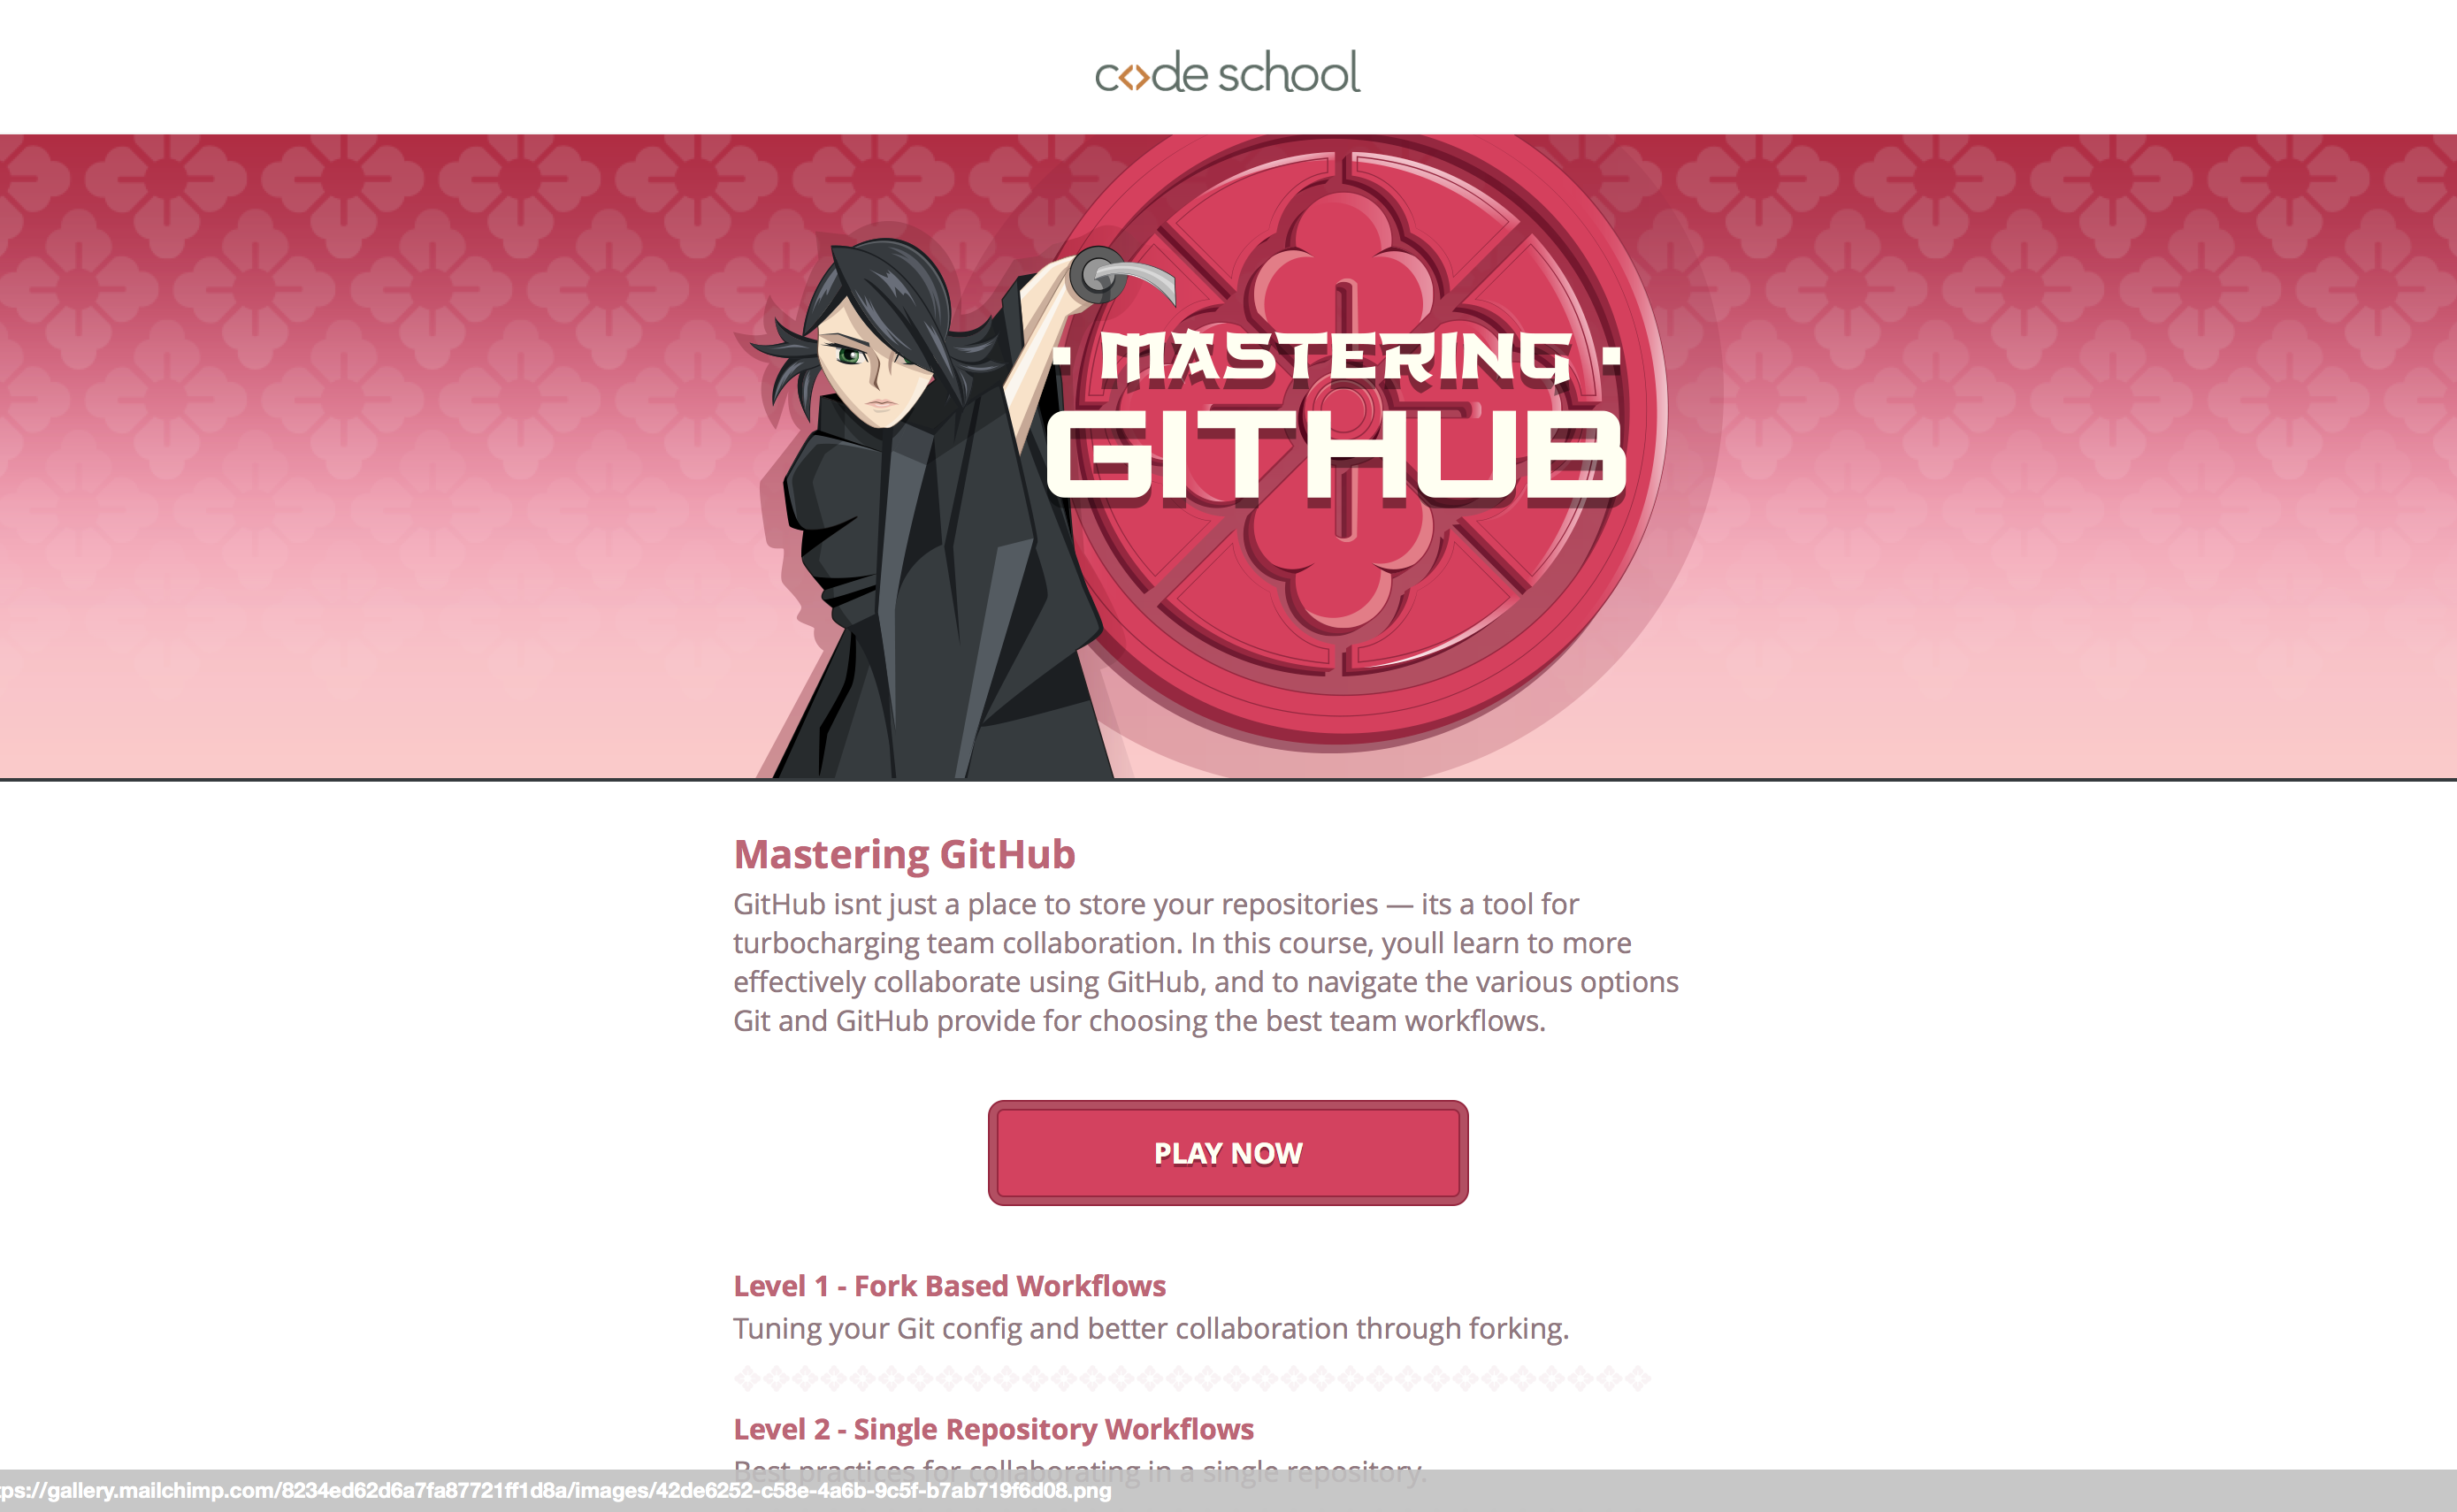 code school
· MASTERING ·
GITHUB
Mastering GitHub
GitHub isnt just a place to store your repositories — its a tool for
turbocharging team collaboration. In this course, youll learn to more
effectively collaborate using GitHub, and to navigate the various options
Git and GitHub provide for choosing the best team workflows.
PLAY NOW
Level 1 - Fork Based Workflows
Tuning your Git config and better collaboration through forking.
Level 2 - Single Repository Workflows
Best practices for collaborating in a single repository.
ps://gallery.mailchimp.com/8234ed62d6a7fa87721ff1d8a/images/42de6252-c58e-4a6b-9c5f-b7ab719f6d08.png